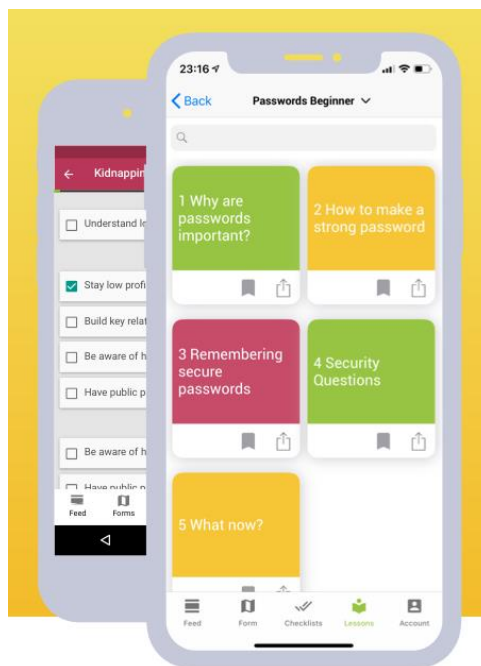 23:16
Back
Passwords Beginner
1 Why are
passwords
important?
2 How to make a
strong password
3 Remembering
secure
passwords
4 Security
Questions
5 What now?
Feed
Form
Checklists
Lessons
Account
Kidnappin
Understand
Stay low profi
Build key relat
Be aware of h
Have public p
Be aware of h
Have public p
Feed
Forms